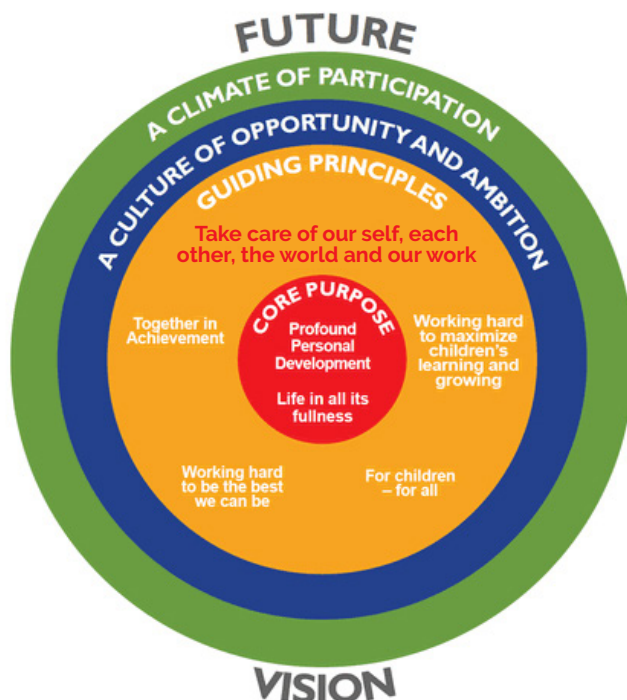 FUTURE
A CLIMATE OF PARTICIPATION
A CULTURE OF OPPORTUNITY AND AMBITION
GUIDING PRINCIPLES
Take care of our self, each
other, the world and our work
CORE PURPOSE
Profound
Personal
Development
Life in all its
fullness
Together in
Achievement
Working hard
to maximize
children's
learning and
growing
Working hard
to be the best
we can be
For children
– for all
VISION